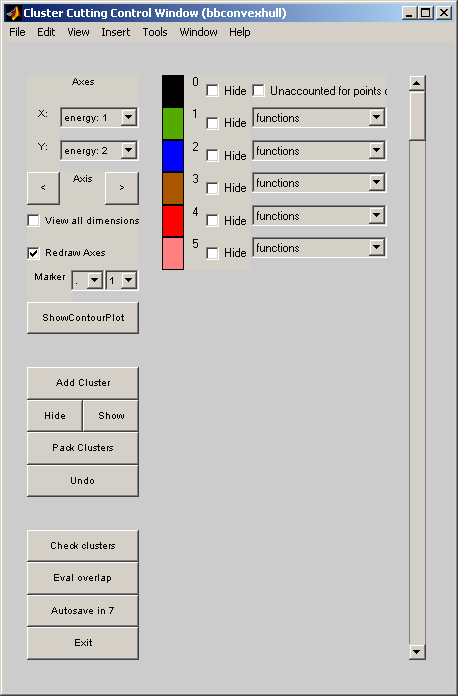 Cluster Cutting Control Window (bbconvexhull)
File Edit View Insert Tools Window Help
Axes
X: energy: 1
Y: energy: 2
< Axis >
View all dimensions
Redraw Axes
Marker . 1
ShowContourPlot
Add Cluster
Hide Show
Pack Clusters
Undo
Check clusters
Eval overlap
Autosave in 7
Exit
0 Hide Unaccounted for points
1 Hide functions
2 Hide functions
3 Hide functions
4 Hide functions
5 Hide functions